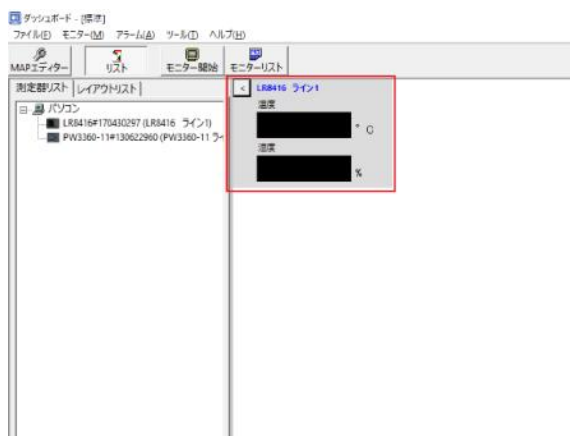 ダッシュボード - [標準]
ファイル(F) モニター(M) アラーム(A) ツール(T) ヘルプ(H)
MAPエディター リスト モニター開始 モニターリスト
測定器リスト レイアウトリスト
< LR8416 ライン1
パソコン
LR8416#170430297 (LR8416 ライン1)
PW3360-11#130622960 (PW3360-11 ラ
温度
° C
湿度
%